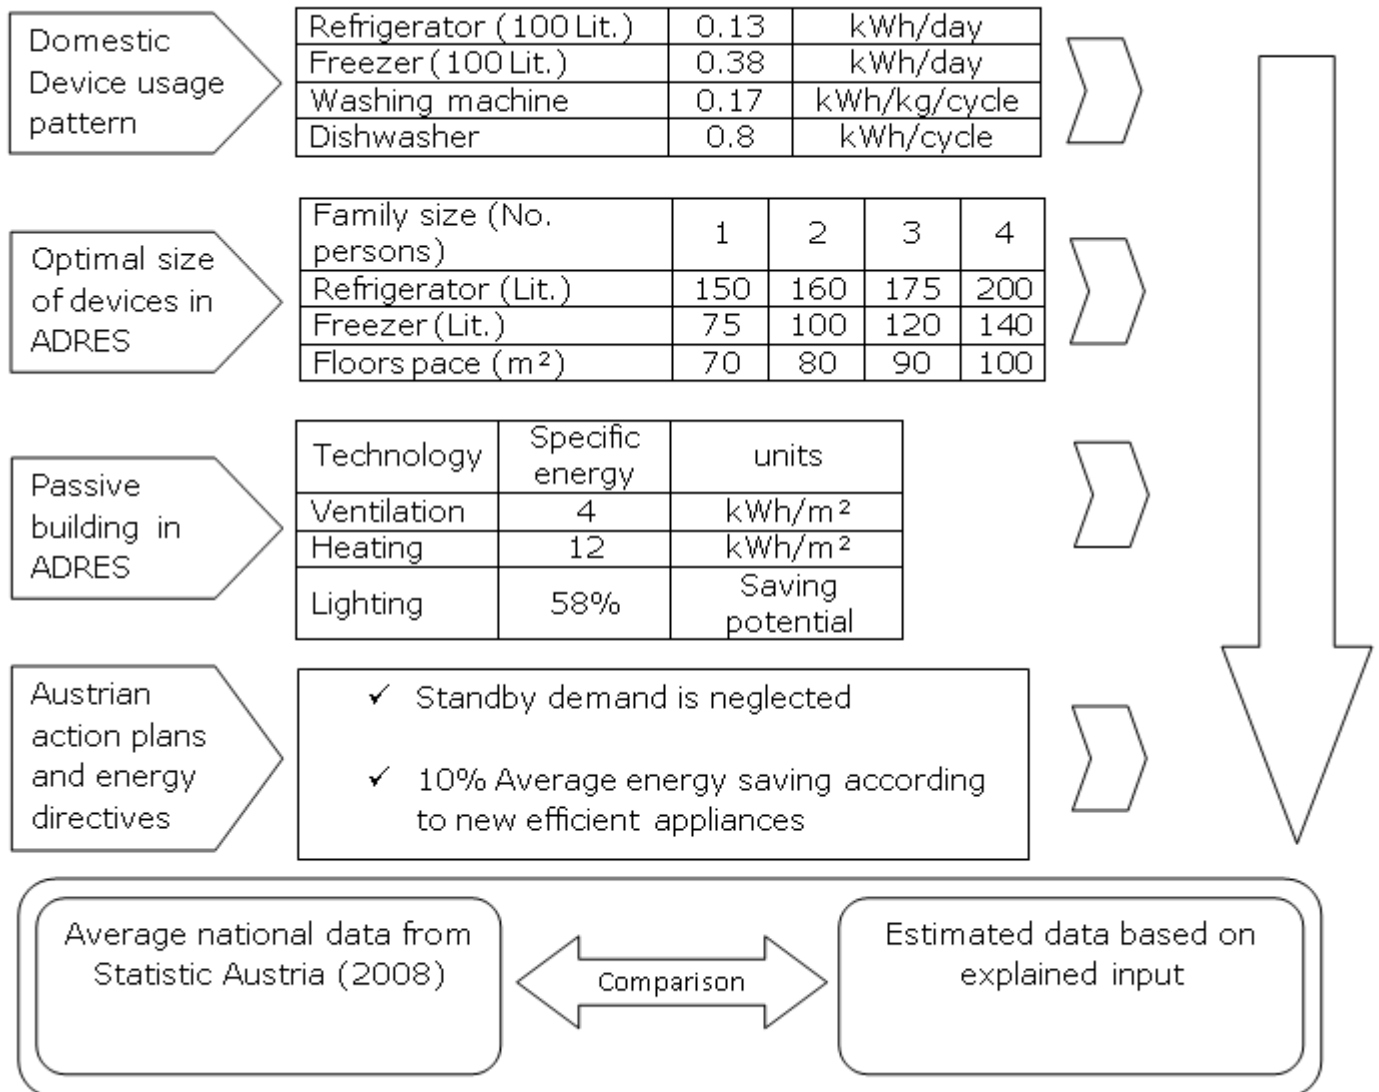 Domestic
Device usage
pattern
Refrigerator (100 Lit.) 0.13 kWh/day
Freezer (100 Lit.) 0.38 kWh/day
Washing machine 0.17 kWh/kg/cycle
Dishwasher 0.8 kWh/cycle
Optimal size
of devices in
ADRES
Family size (No.
persons) 1 2 3 4
Refrigerator (Lit.) 150 160 175 200
Freezer (Lit.) 75 100 120 140
Floors pace (m²) 70 80 90 100
Passive
building in
ADRES
Technology Specific
energy units
Ventilation 4 kWh/m²
Heating 12 kWh/m²
Lighting 58% Saving
potential
Austrian
action plans
and energy
directives
✓ Standby demand is neglected
✓ 10% Average energy saving according
to new efficient appliances
Average national data from
Statistic Austria (2008)
Comparison
Estimated data based on
explained input